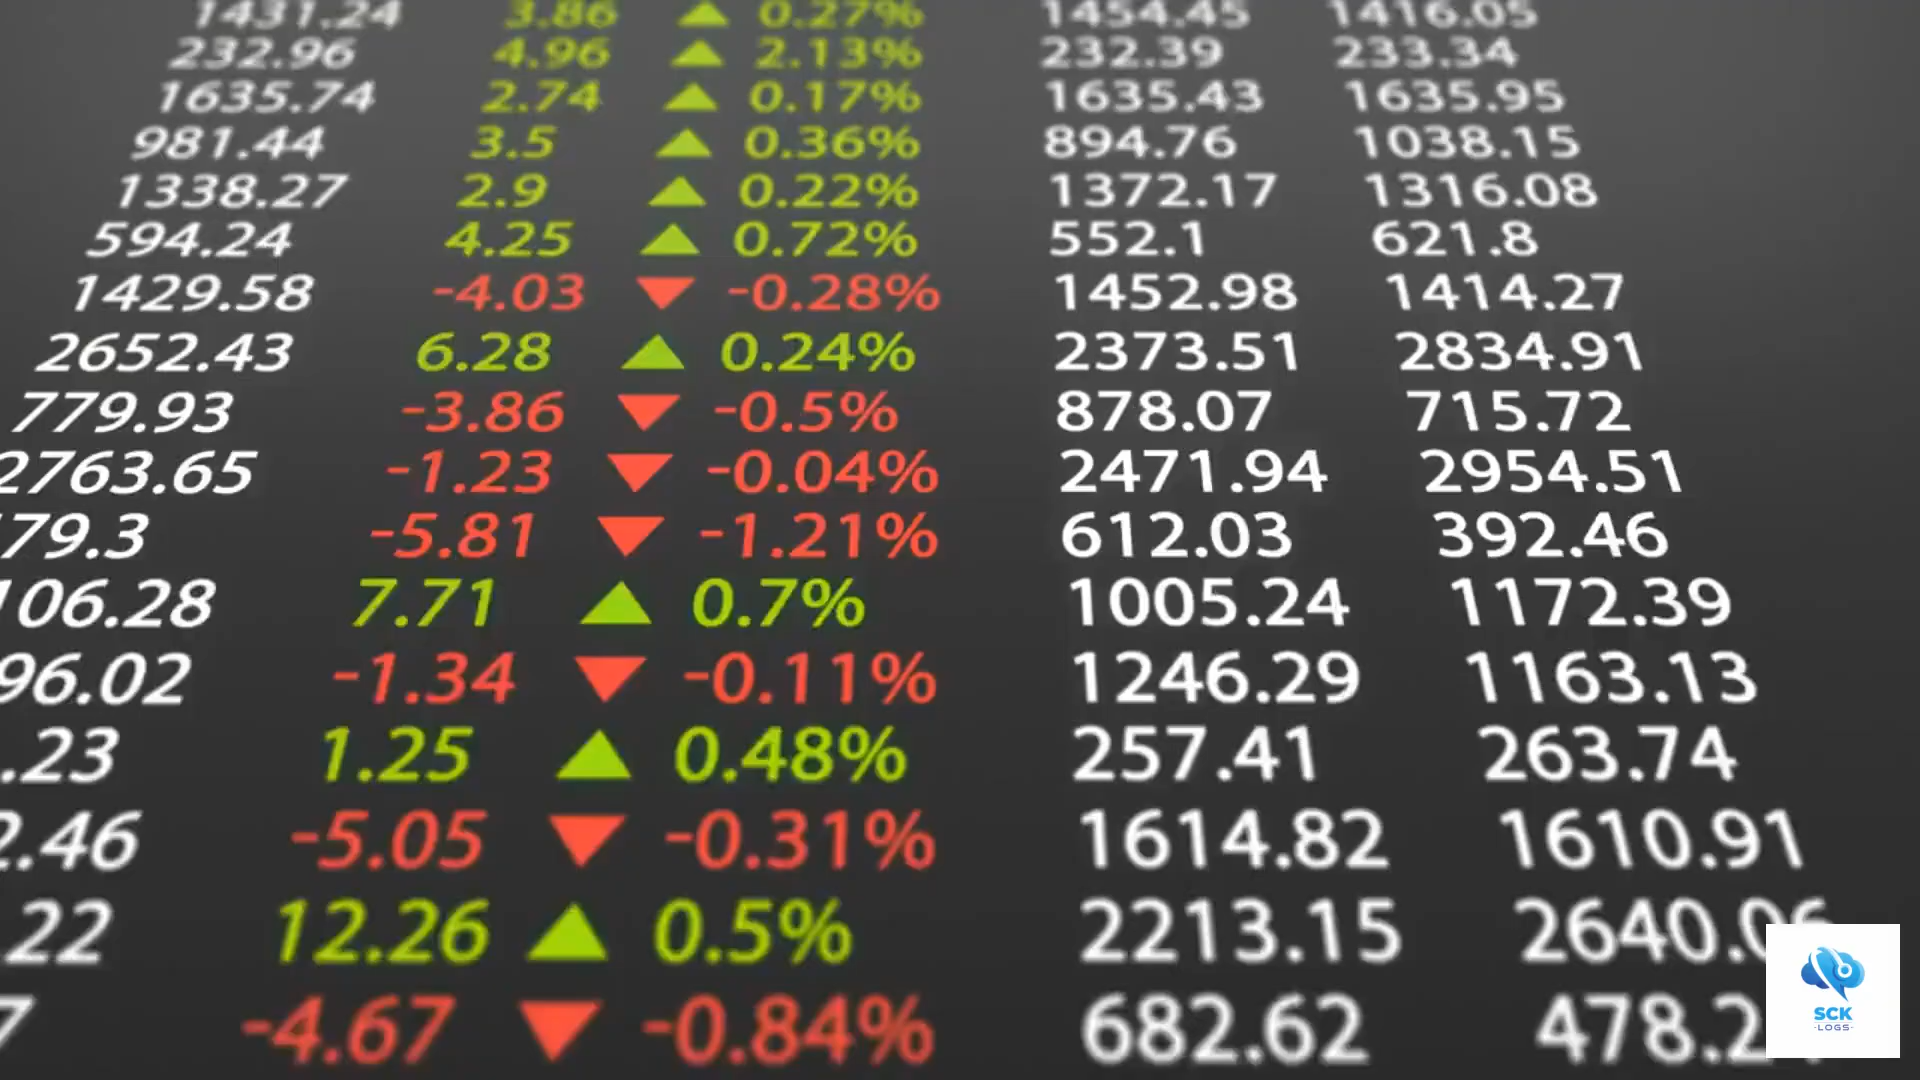 1431.24 3.86 ▲ 0.27% 1454.45 1416.05
232.96 4.96 ▲ 2.13% 232.39 233.34
1635.74 2.74 ▲ 0.17% 1635.43 1635.95
981.44 3.5 ▲ 0.36% 894.76 1038.15
1338.27 2.9 ▲ 0.22% 1372.17 1316.08
594.24 4.25 ▲ 0.72% 552.1 621.8
1429.58 -4.03 ▼ -0.28% 1452.98 1414.27
2652.43 6.28 ▲ 0.24% 2373.51 2834.91
779.93 -3.86 ▼ -0.5% 878.07 715.72
2763.65 -1.23 ▼ -0.04% 2471.94 2954.51
79.3 -5.81 ▼ -1.21% 612.03 392.46
106.28 7.71 ▲ 0.7% 1005.24 1172.39
96.02 -1.34 ▼ -0.11% 1246.29 1163.13
.23 1.25 ▲ 0.48% 257.41 263.74
2.46 -5.05 ▼ -0.31% 1614.82 1610.91
.22 12.26 ▲ 0.5% 2213.15 2640.06
7 -4.67 ▼ -0.84% 682.62 478.2
SCK
-LOGS-